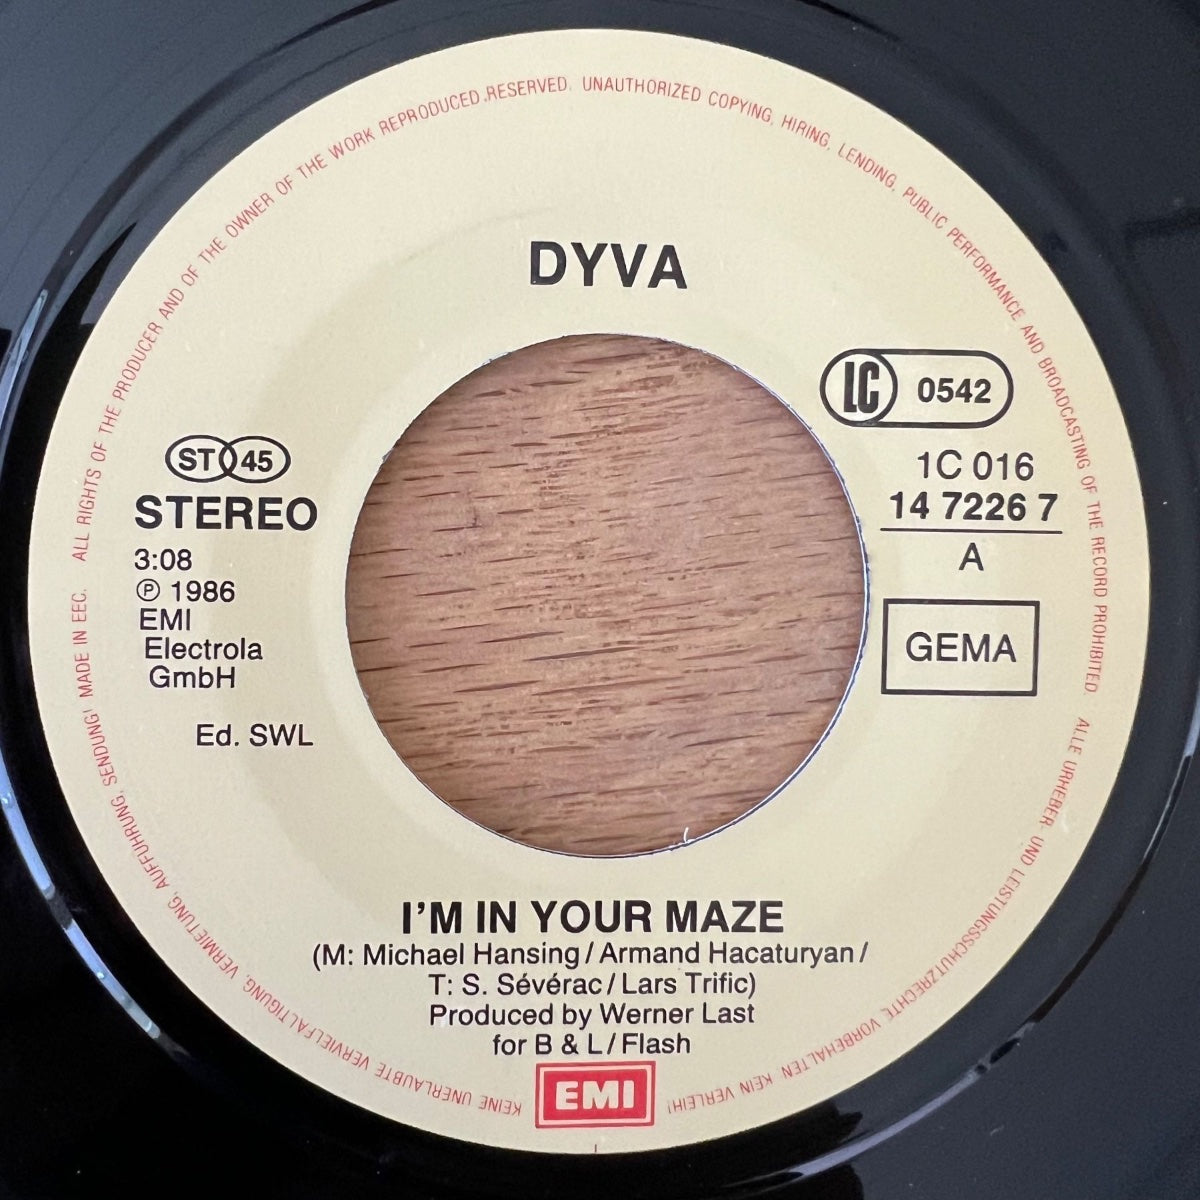 DYVA
LC 0542
1C 016
14 7226 7
A
GEMA
ST 45
STEREO
3:08
℗ 1986
EMI
Electrola
GmbH
Ed. SWL
I'M IN YOUR MAZE
(M: Michael Hansing/Armand Hacaturyan/
T: S. Sévérac/Lars Trific)
Produced by Werner Last
for B & L/Flash
EMI
ALL RIGHTS OF THE PRODUCER AND OF THE OWNER OF THE WORK REPRODUCED.RESERVED. UNAUTHORIZED COPYING, HIRING, LENDING, PUBLIC PERFORMANCE AND BROADCASTING OF THE RECORD PROHIBITED.
ALLE URHEBER- UND LEISTUNGSSCHUTZRECHTE VORBEHALTEN. KEIN VERLEIH!
KEINE UNERLAUBTE VERVIELFALTIGUNG, VERMIETUNG, AUFFUHRUNG, SENDUNG! MADE IN EEC.